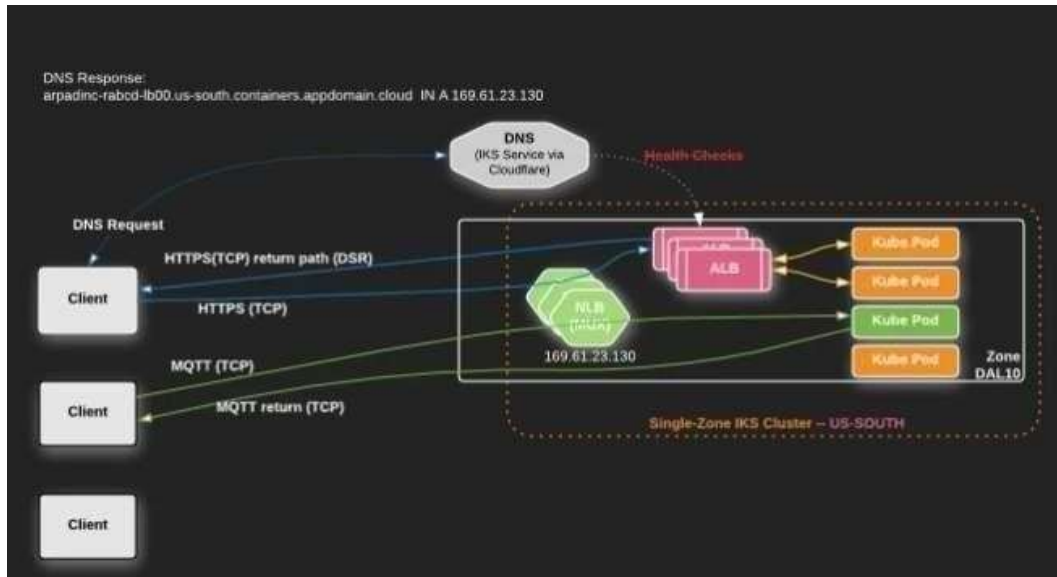 DNS Response:
arpadinc-rabcd-lb00.us-south.containers.appdomain.cloud IN A 169.61.23.130
DNS
(IKS Service via
Cloudflare)
Health Checks
DNS Request
HTTPS(TCP) return path (DSR)
ALB
ALB
Kube Pod
Kube Pod
Client
HTTPS (TCP)
NLB
(MUX)
Kube Pod
169.61.23.130
Kube Pod
Zone
DAL10
MQTT (TCP)
Client
MQTT return (TCP)
Single-Zone IKS Cluster -- US-SOUTH
Client